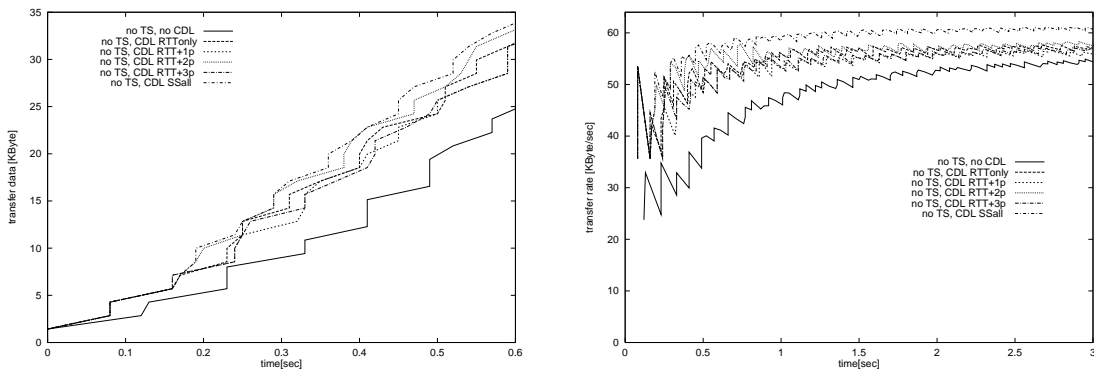 35
30
25
20
15
10
5
0
transfer data [KByte]
no TS, no CDL
no TS, CDL RTTonly
no TS, CDL RTT+1p
no TS, CDL RTT+2p
no TS, CDL RTT+3p
no TS, CDL SSall
0 0.1 0.2 0.3 0.4 0.5 0.6
time[sec]
60
50
40
30
20
10
0
transfer rate [KByte/sec]
no TS, no CDL
no TS, CDL RTTonly
no TS, CDL RTT+1p
no TS, CDL RTT+2p
no TS, CDL RTT+3p
no TS, CDL SSall
0 0.5 1 1.5 2 2.5 3
time[sec]